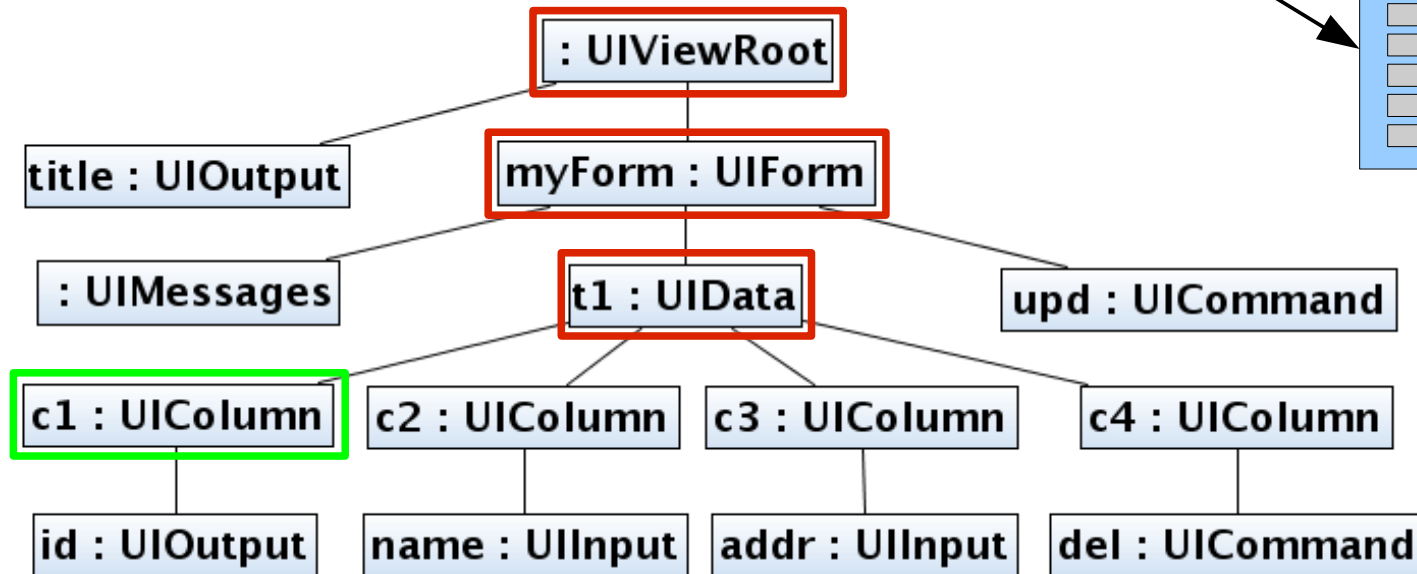 : UIViewRoot
title : UIOutput
myForm : UIForm
: UIMessages
t1 : UIData
upd : UICommand
c1 : UIColumn
c2 : UIColumn
c3 : UIColumn
c4 : UIColumn
id : UIOutput
name : UIInput
addr : UIInput
del : UICommand